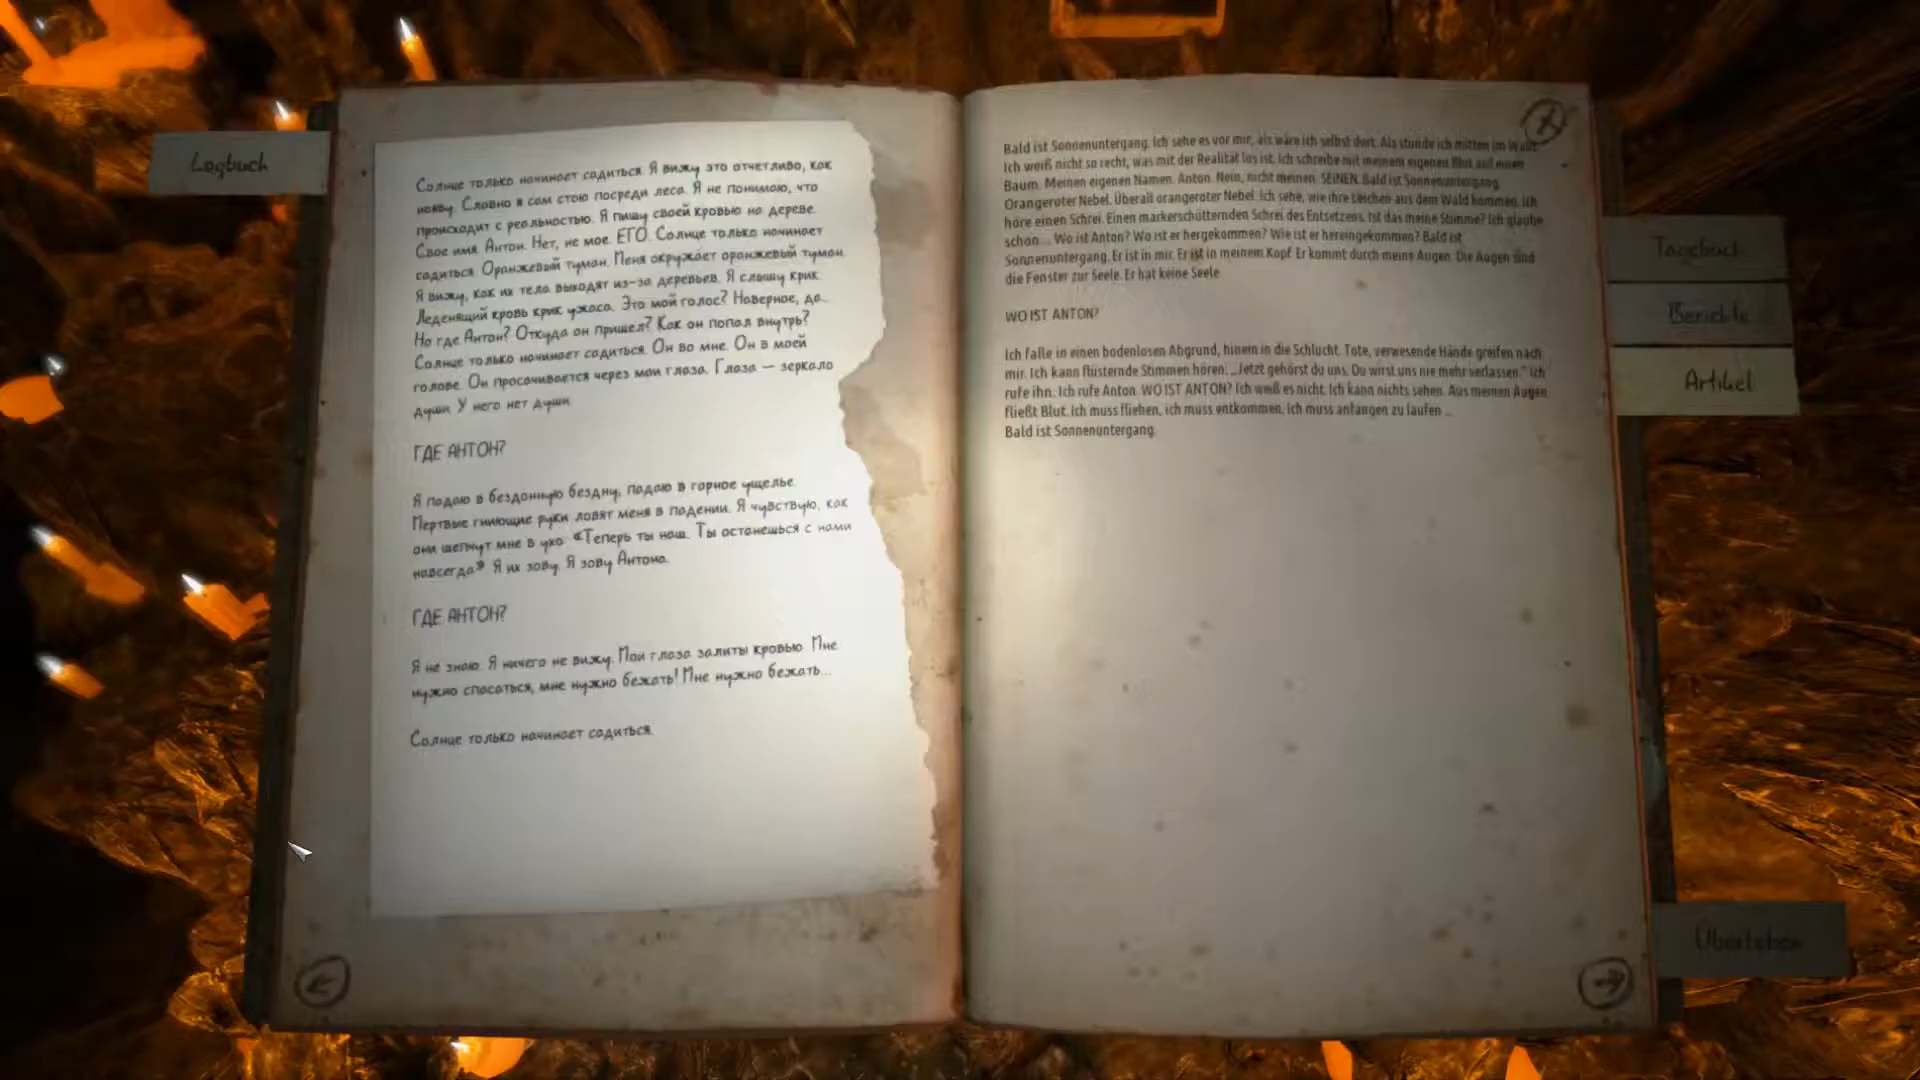 Logbuch
Солнце только начинает садиться. Я вижу это отчетливо, как
наяву. Словно я сам стою посреди леса. Я не понимаю, что
происходит с реальностью. Я пишу своей кровью на дереве.
Свое имя. Антон. Нет, не мое. ЕГО. Солнце только начинает
садиться. Оранжевый туман. Меня окружает оранжевый туман.
Я вижу, как их тела выходят из-за деревьев. Я слышу крик.
Леденящий кровь крик ужаса. Это мой голос? Наверное, да...
Но где Антон? Откуда он пришел? Как он попал внутрь?
Солнце только начинает садиться. Он во мне. Он в моей
голове. Он просачивается через мои глаза. Глаза — зеркало
души. У него нет души.
ГДЕ АНТОН?
Я падаю в бездонную бездну, падаю в горное ущелье.
Мертвые гниющие руки ловят меня в падении. Я чувствую, как
они шепчут мне в ухо: «Теперь ты наш. Ты останешься с нами
навсегда» Я их зову. Я зову Антона.
ГДЕ АНТОН?
Я не знаю. Я ничего не вижу. Мои глаза залиты кровью. Мне
нужно спасаться, мне нужно бежать! Мне нужно бежать...
Солнце только начинает садиться.
Bald ist Sonnenuntergang. Ich sehe es vor mir, als wäre ich selbst dort. Als stünde ich mitten im Wald.
Ich weiß nicht so recht, was mit der Realität los ist. Ich schreibe mit meinem eigenen Blut auf einen
Baum. Meinen eigenen Namen. Anton. Nein, nicht meinen. SEINEN. Bald ist Sonnenuntergang.
Orangeroter Nebel. Überall orangeroter Nebel. Ich sehe, wie ihre Leichen aus dem Wald kommen. Ich
höre einen Schrei. Einen markerschütternden Schrei des Entsetzens. Ist das meine Stimme? Ich glaube
schon ... Wo ist Anton? Wo ist er hergekommen? Wie ist er hereingekommen? Bald ist
Sonnenuntergang. Er ist in mir. Er ist in meinem Kopf. Er kommt durch meine Augen. Die Augen sind
die Fenster zur Seele. Er hat keine Seele.
WO IST ANTON?
Ich falle in einen bodenlosen Abgrund, hinein in die Schlucht. Tote, verwesende Hände greifen nach
mir. Ich kann flüsternde Stimmen hören: „Jetzt gehörst du uns. Du wirst uns nie mehr verlassen." Ich
rufe ihn. Ich rufe Anton. WO IST ANTON? Ich weiß es nicht. Ich kann nichts sehen. Aus meinen Augen
fließt Blut. Ich muss fliehen, ich muss entkommen, ich muss anfangen zu laufen ...
Bald ist Sonnenuntergang.
Tagebuch
Berichte
Artikel
Überleben